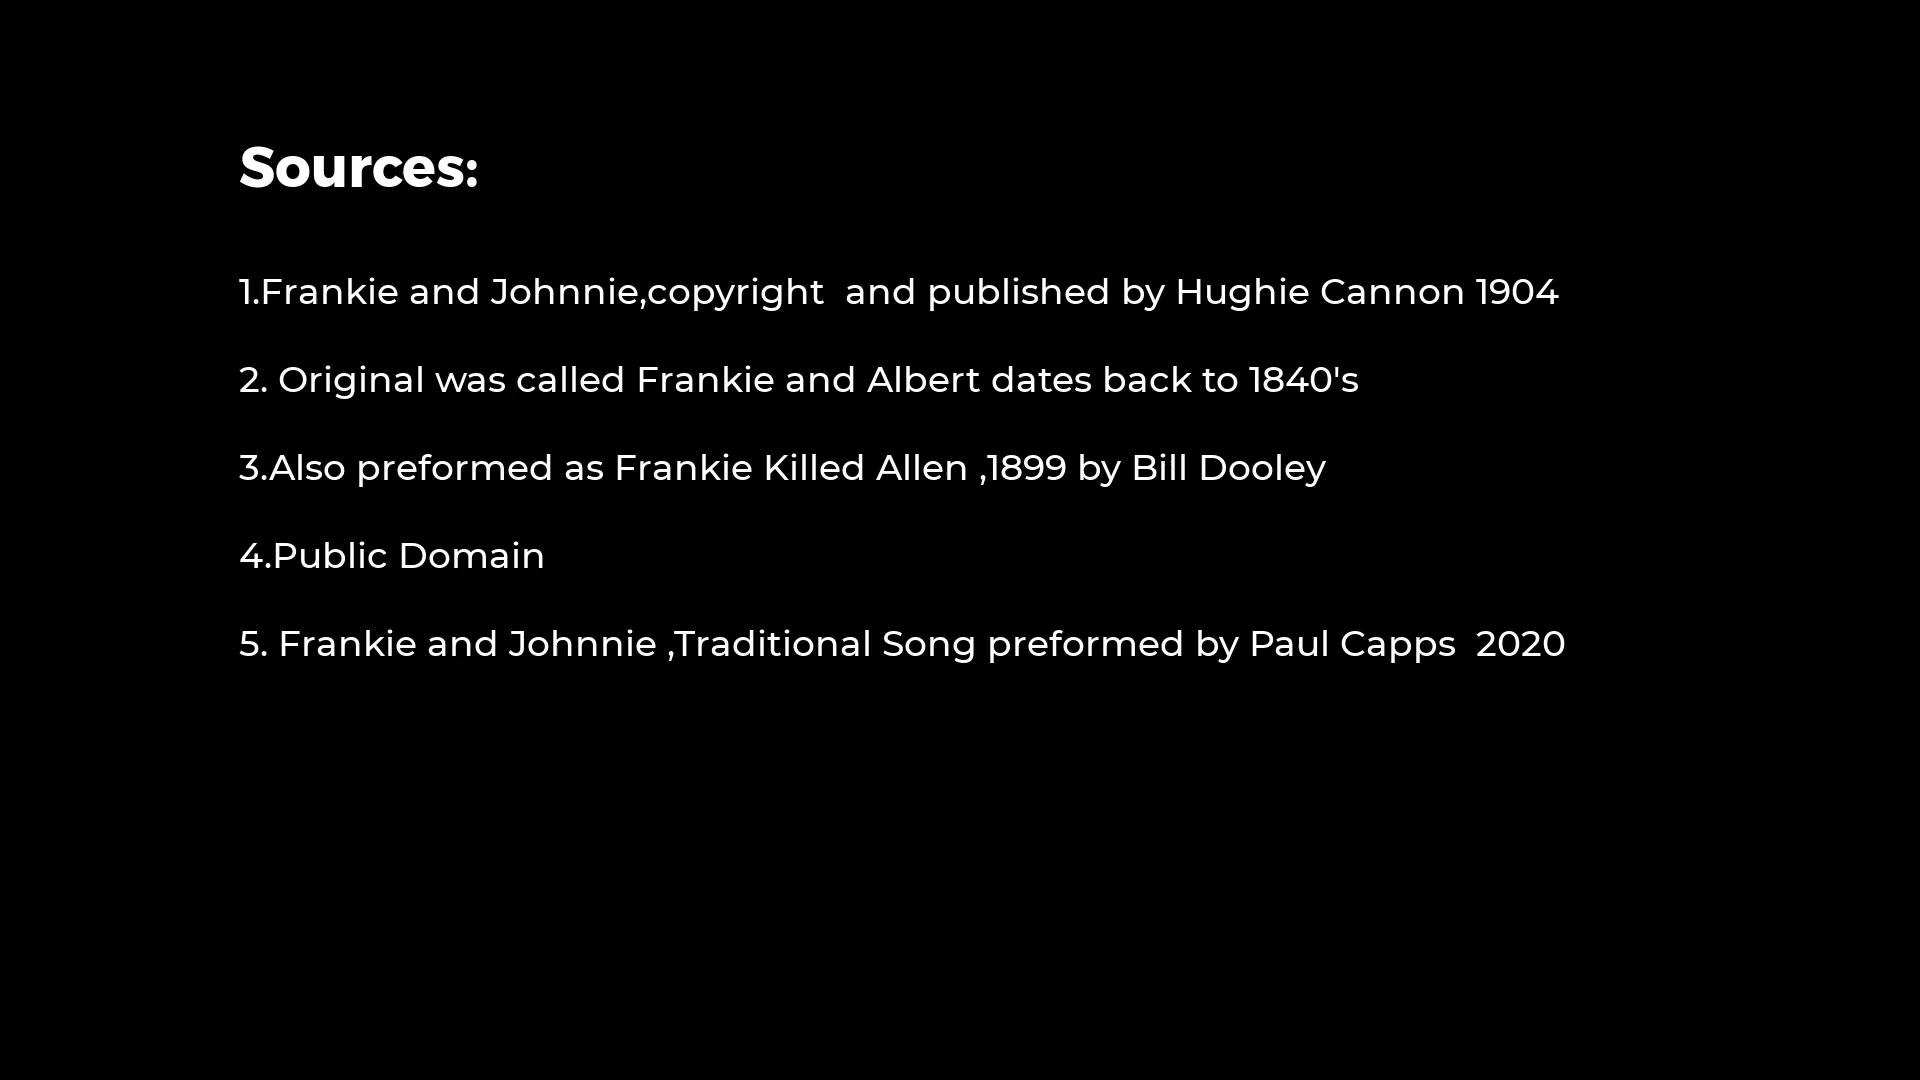 Sources:
1.Frankie and Johnnie,copyright  and published by Hughie Cannon 1904
2. Original was called Frankie and Albert dates back to 1840's
3.Also preformed as Frankie Killed Allen ,1899 by Bill Dooley
4.Public Domain
5. Frankie and Johnnie ,Traditional Song preformed by Paul Capps  2020